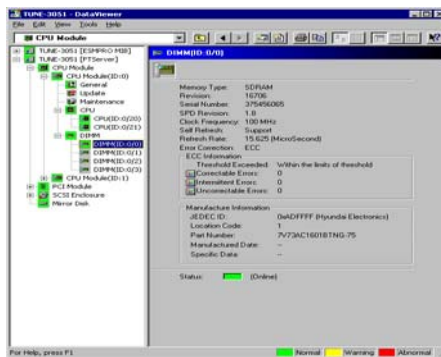 TUNE-3051 - DataViewer
File Edit View Tools Help
CPU Module
TUNE-3051 [ESMPRO MIB]
TUNE-3051 [FTServer]
CPU Module
CPU Module(ID:0)
General
Update
Maintenance
CPU
CPU(ID:0/20)
CPU(ID:0/21)
DIMM
DIMM(ID:0/0)
DIMM(ID:0/1)
DIMM(ID:0/2)
DIMM(ID:0/3)
CPU Module(ID:1)
PCI Module
SCSI Enclosure
Mirror Disk
DIMM(ID:0/0)
Memory Type: SDRAM
Revision: 16706
Serial Number: 375456065
SPD Revision: 1.0
Clock Frequency: 100 MHz
Self Refresh: Support
Refresh Rate: 15.625 (MicroSecond)
Error Correction: ECC
ECC Information
Threshold Exceeded: Within the limits of threshold
Correctable Errors: 0
Intermittent Errors: 0
Uncorrectable Errors: 0
Manufacture Information
JEDEC ID: 0xADFFFF (Hyundai Electronics)
Location Code: 1
Part Number: 7V73AC1601BTNG-75
Manufactured Date: --
Specific Data: --
Status: (Online)
For Help, press F1
Normal Warning Abnormal